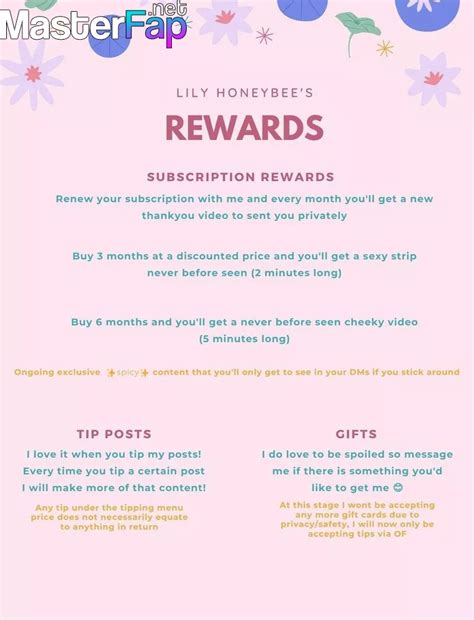 .net
MasterFap
LILY HONEYBEE'S
REWARDS
SUBSCRIPTION REWARDS
Renew your subscription with me and every month you'll get a new
thankyou video to sent you privately
Buy 3 months at a discounted price and you'll get a sexy strip
never before seen (2 minutes long)
Buy 6 months and you'll get a never before seen cheeky video
(5 minutes long)
Ongoing exclusive ✨spicy✨ content that you'll only get to see in your DMs if you stick around
TIP POSTS
I love it when you tip my posts!
Every time you tip a certain post
I will make more of that content!
Any tip under the tipping menu
price does not necessarily equate
to anything in return
GIFTS
I do love to be spoiled so message
me if there is something you'd
like to get me 😊
At this stage I wont be accepting
any more gift cards due to
privacy/safety, I will now only be
accepting tips via OF